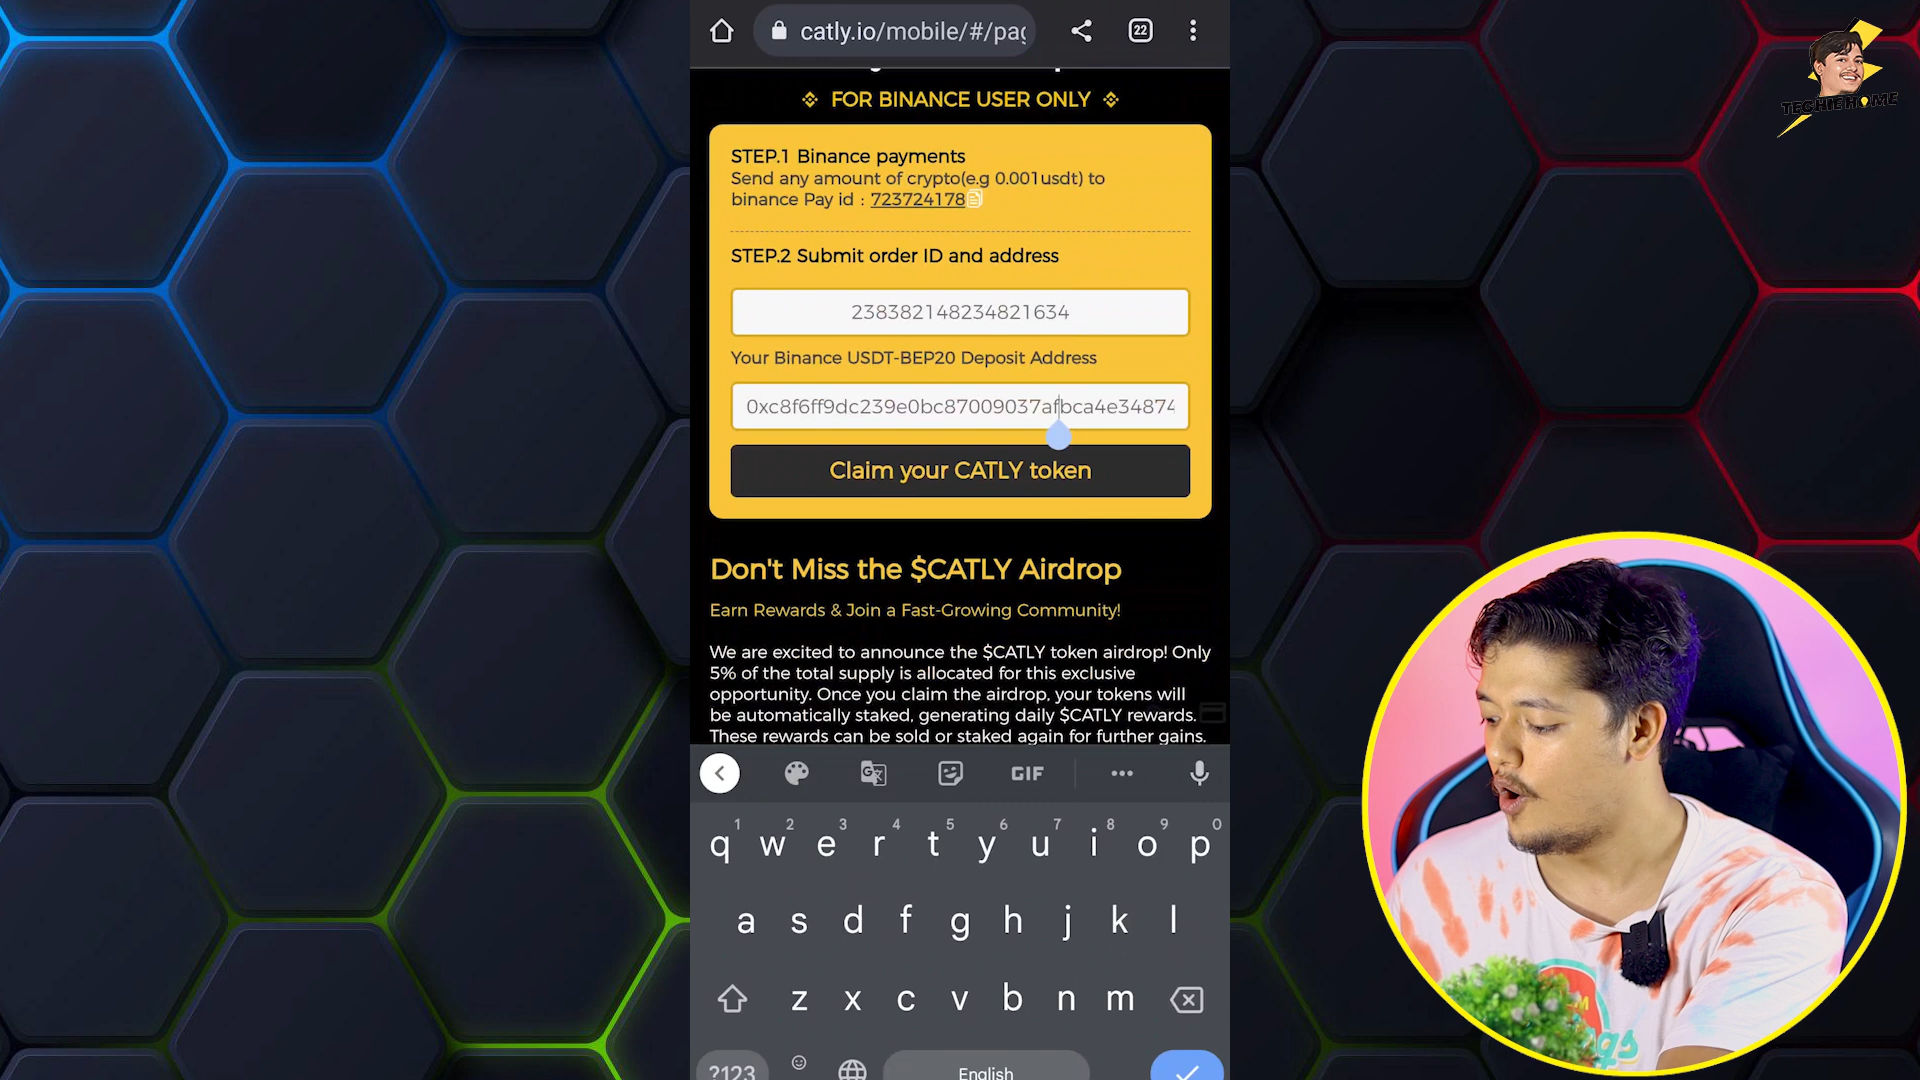 catly.io/mobile/#/pag
22
TECHIEHOME
FOR BINANCE USER ONLY
STEP.1 Binance payments
Send any amount of crypto(e.g 0.001usdt) to
binance Pay id : 723724178
STEP.2 Submit order ID and address
238382148234821634
Your Binance USDT-BEP20 Deposit Address
0xc8f6ff9dc239e0bc87009037afbca4e34874
Claim your CATLY token
Don't Miss the $CATLY Airdrop
Earn Rewards & Join a Fast-Growing Community!
We are excited to announce the $CATLY token airdrop! Only
5% of the total supply is allocated for this exclusive
opportunity. Once you claim the airdrop, your tokens will
be automatically staked, generating daily $CATLY rewards.
These rewards can be sold or staked again for further gains.
GIF
1 2 3 4 5 6 7 8 9 0
q w e r t y u i o p
a s d f g h j k l
z x c v b n m
?123 English